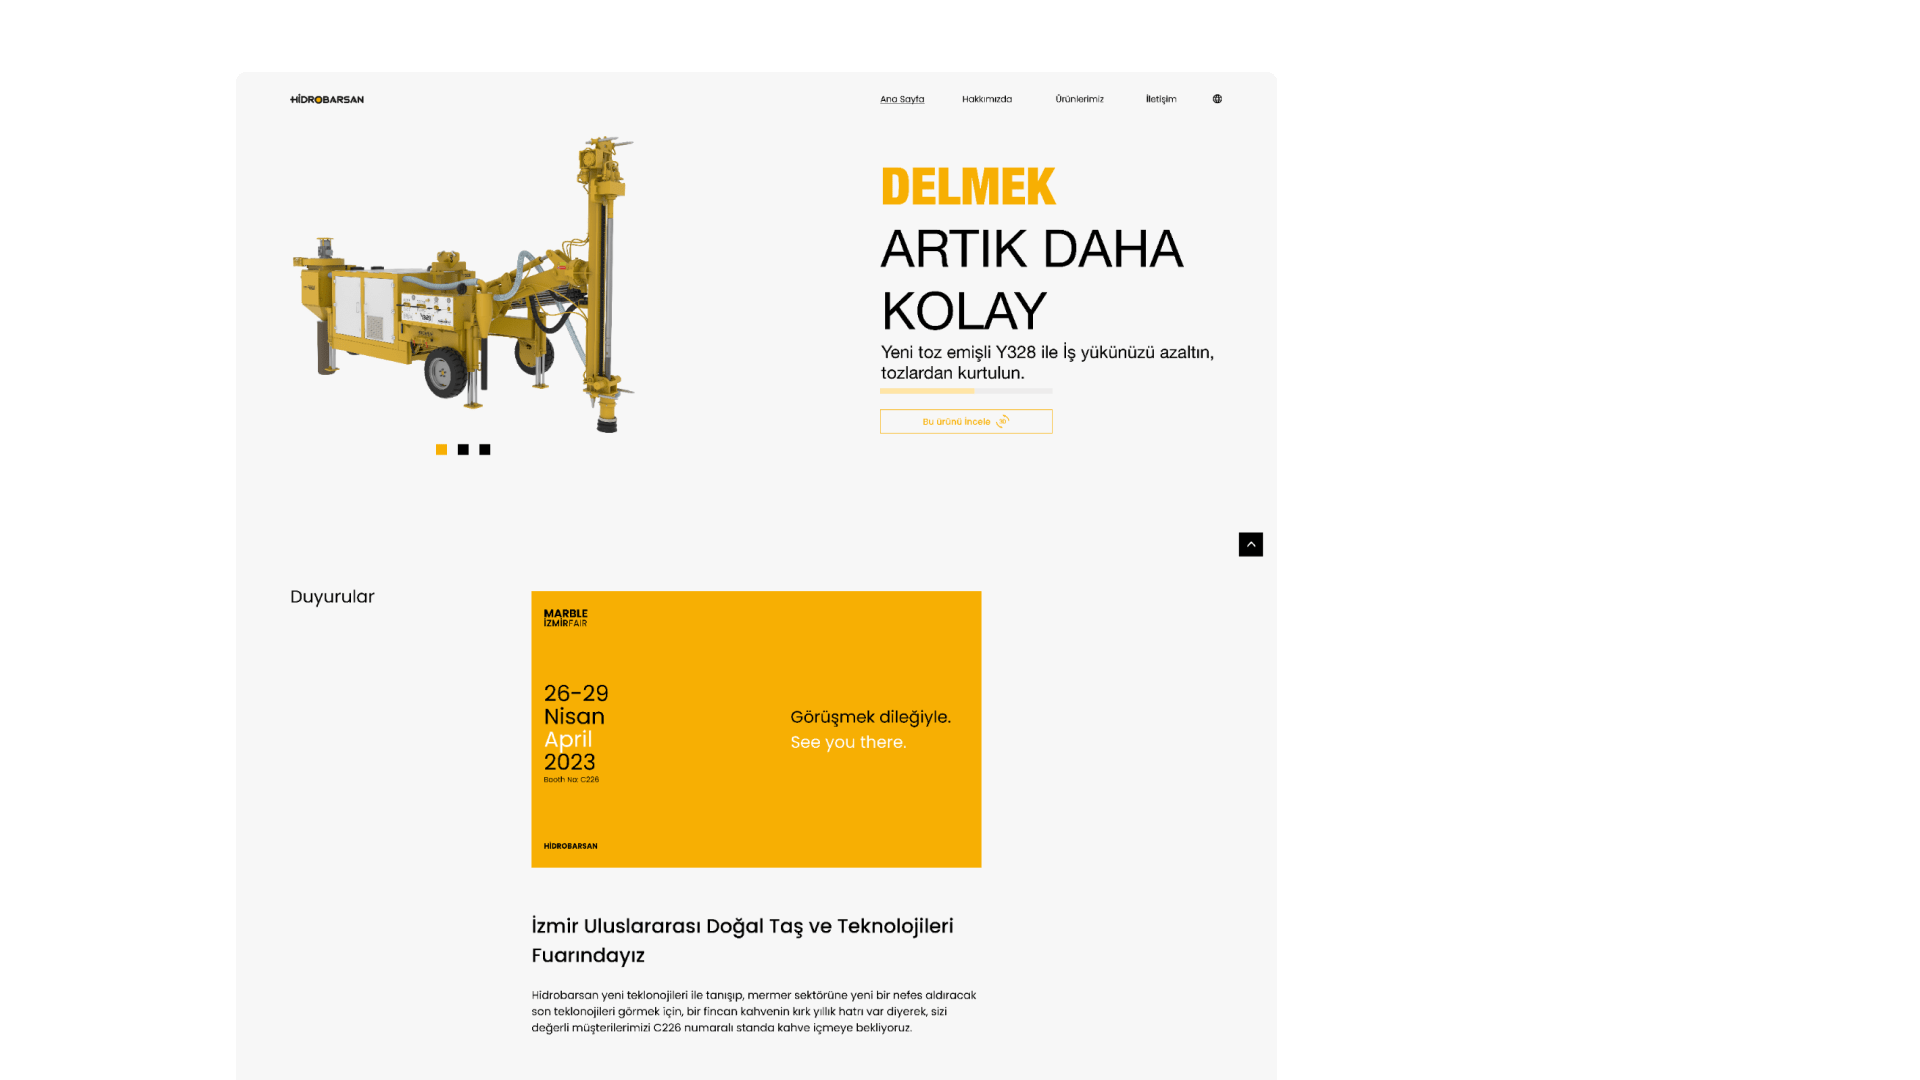 HİDROBARSAN
Ana Sayfa
Hakkımızda
Ürünlerimiz
İletişim
DELMEK
ARTIK DAHA
KOLAY
Yeni toz emişli Y328 ile İş yükünüzü azaltın,
tozlardan kurtulun.
Bu ürünü İncele
Duyurular
MARBLE
İZMİRFAIR
26-29
Nisan
April
2023
Booth No: C226
Görüşmek dileğiyle.
See you there.
HİDROBARSAN
İzmir Uluslararası Doğal Taş ve Teknolojileri
Fuarındayız
Hidrobarsan yeni teklonojileri ile tanışıp, mermer sektörüne yeni bir nefes aldıracak
son teklonojileri görmek için, bir fincan kahvenin kırk yıllık hatrı var diyerek, sizi
değerli müşterilerimizi C226 numaralı standa kahve içmeye bekliyoruz.